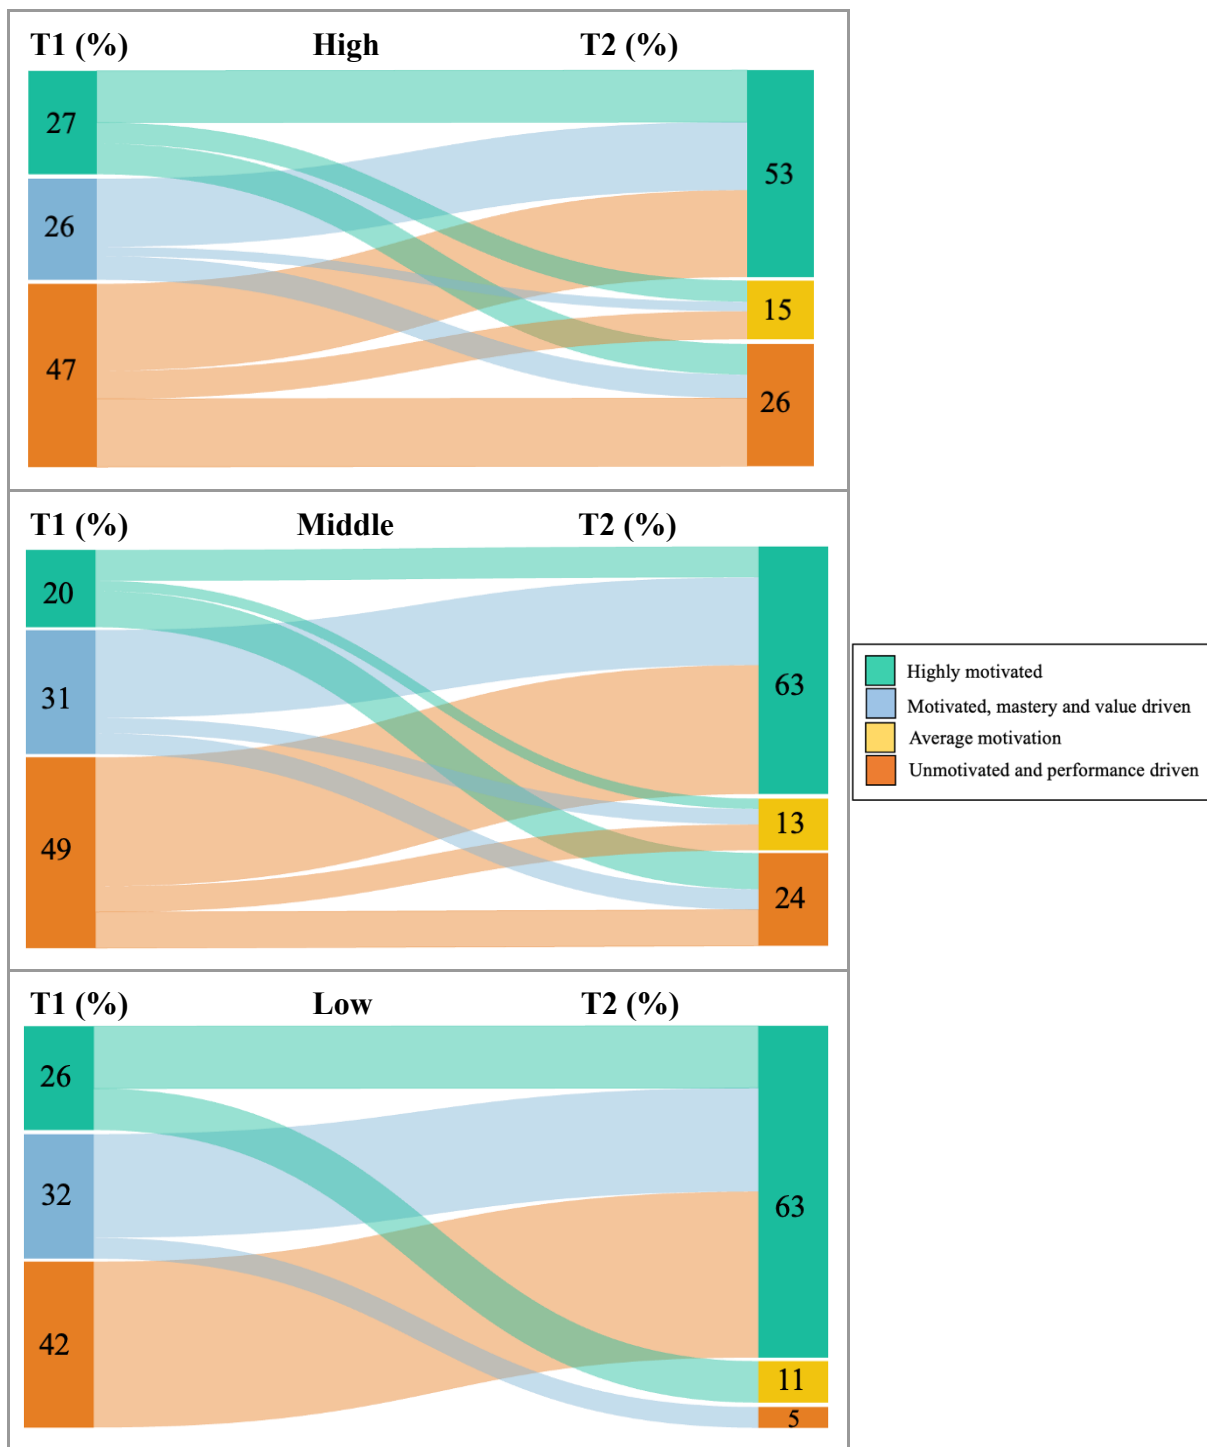 T1 (%) High T2 (%)
27
53
26
15
47
26
T1 (%) Middle T2 (%)
20
31
63
13
49
24
Highly motivated
Motivated, mastery and value driven
Average motivation
Unmotivated and performance driven
T1 (%) Low T2 (%)
26
32
63
42
11
5